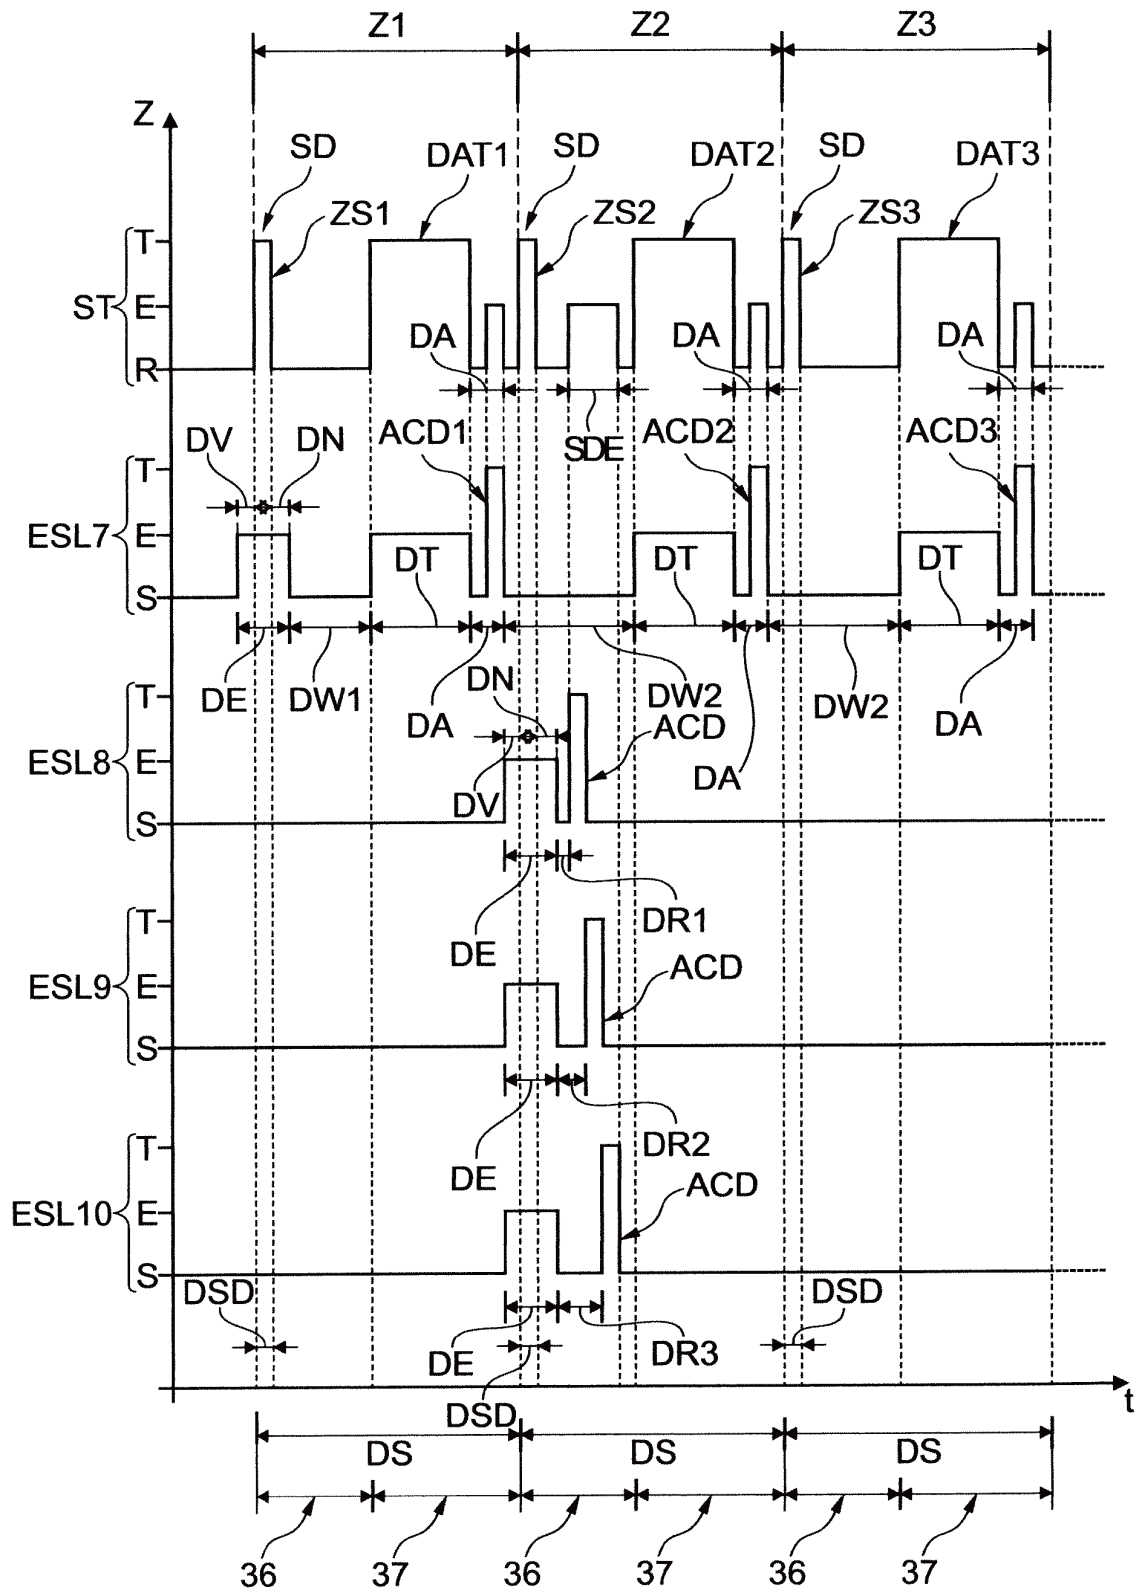 Z1 Z2 Z3
Z
SD DAT1 SD DAT2 SD DAT3
ZS1 ZS2 ZS3
T
ST E
DA DA DA
R
DV DN ACD1 SDE ACD2 ACD3
T
ESL7 E
DT DT DT
S
DE DW1 DA DN DW2 DA DW2 DA
T
ACD
ESL8 E
DV
S
DE DR1
T
ACD
ESL9 E
S
DE DR2
T
ACD
ESL10 E
S
DSD DE DSD DR3 DSD
t
DS DS DS
36 37 36 37 36 37